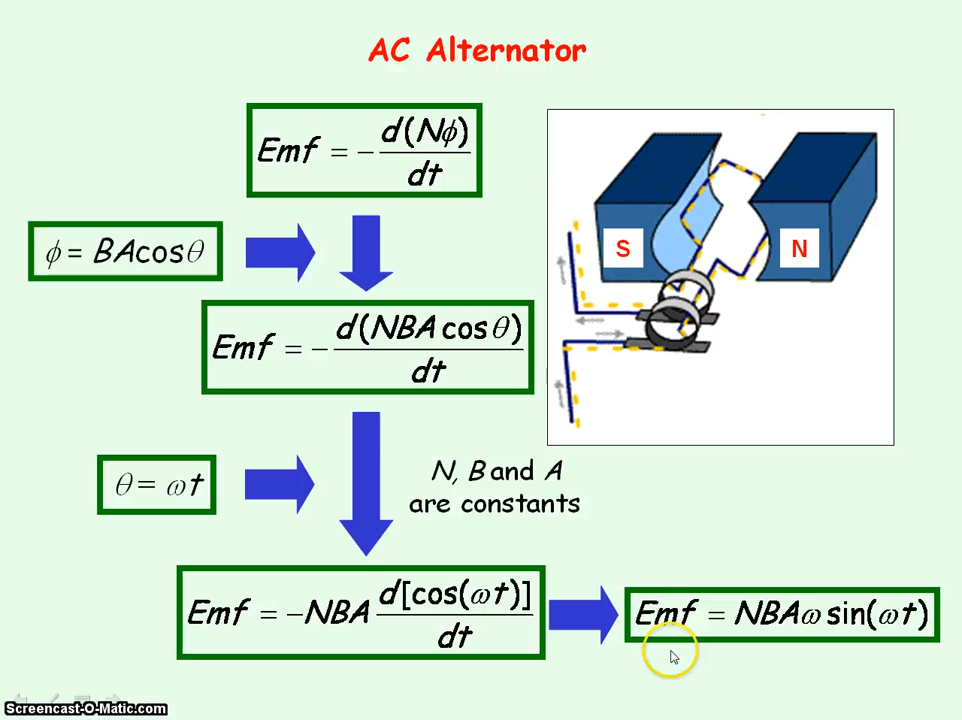 AC Alternator
Emf = − d(Nϕ) / dt
ϕ = BAcosθ
S
N
Emf = − d(NBA cos θ) / dt
θ = ωt
N, B and A
are constants
Emf = −NBA d[cos(ωt)] / dt
Emf = NBAω sin(ωt)
Screencast-O-Matic.com